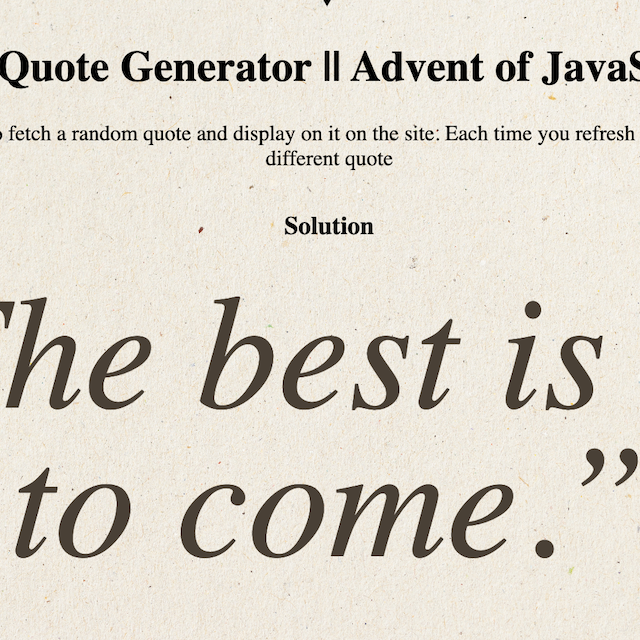 Quote Generator || Advent of JavaS
fetch a random quote and display on it on the site: Each time you refresh
different quote
Solution
The best is
to come.”